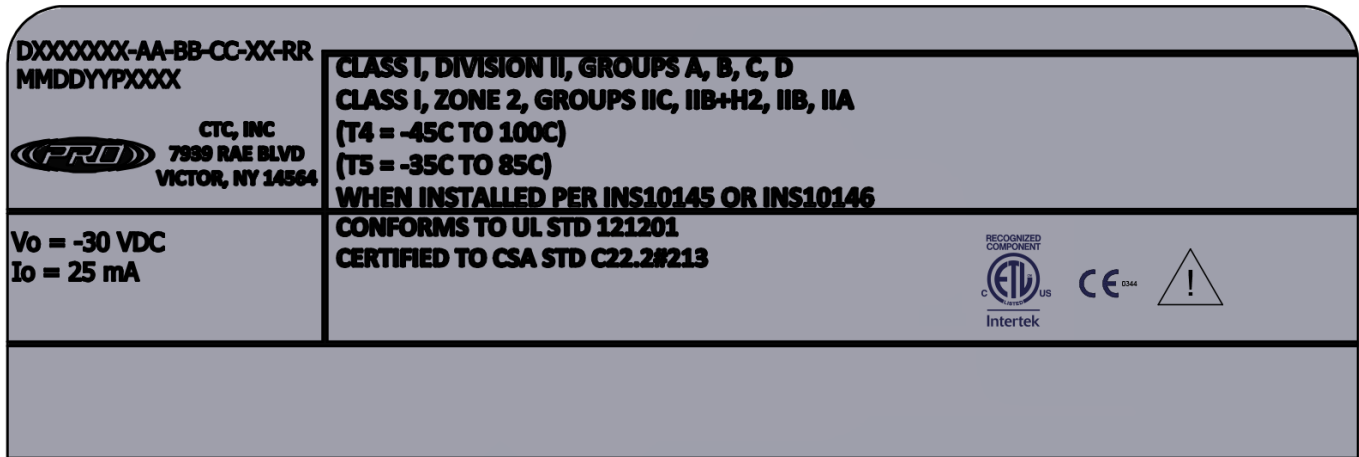 DXXXXXXX-AA-BB-CC-XX-RR
MMDDYYPXXXX
PRO
CTC, INC
7939 RAE BLVD
VICTOR, NY 14564
CLASS I, DIVISION II, GROUPS A, B, C, D
CLASS I, ZONE 2, GROUPS IIC, IIB+H2, IIB, IIA
(T4 = -45C TO 100C)
(T5 = -35C TO 85C)
WHEN INSTALLED PER INS10145 OR INS10146
Vo = -30 VDC
Io = 25 mA
CONFORMS TO UL STD 121201
CERTIFIED TO CSA STD C22.2#213
RECOGNIZED
COMPONENT
C ETL US
LISTED
Intertek
CE 0344
!